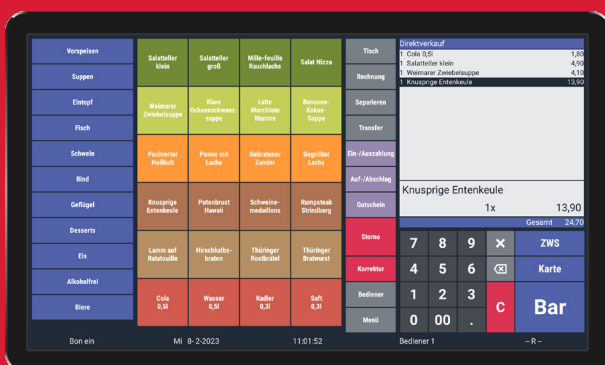 Vorspeisen
Suppen
Eintopf
Fisch
Schwein
Rind
Geflügel
Desserts
Eis
Alkoholfrei
Biere
Salatteller
klein
Salatteller
groß
Mille-feuille
Rauchlachs
Salat Nizza
Weimarer
Zwiebelsuppe
Klare
Ochsenschwanz-
suppe
Latte
Macchiato
Marone
Bananen-
Kokos-
Suppe
Pochierter
Heilbutt
Penne mit
Lachs
Gebratener
Zander
Gegrillter
Lachs
Knusprige
Entenkeule
Putenbrust
Hawaii
Schweine-
medaillons
Rumpsteak
Strindberg
Lamm auf
Ratatouille
Hirschkalbs-
braten
Thüringer
Rostbrätel
Thüringer
Bratwurst
Cola
0,5l
Wasser
0,5l
Radler
0,3l
Saft
0,3l
Tisch
Rechnung
Separieren
Transfer
Ein-/Auszahlung
Auf-/Abschlag
Gutschein
Storno
Korrektur
Bediener
Menü
Direktverkauf
1 Cola 0,5l 1,80
1 Salatteller klein 4,90
1 Weimarer Zwiebelsuppe 4,10
1 Knusprige Entenkeule 13,90
Knusprige Entenkeule
1x 13,90
Gesamt 24,70
7 8 9 ZWS
4 5 6 Karte
1 2 3 C Bar
0 00 .
Bon ein Mi 8- 2-2023 11:01:52 Bediener 1 – R –